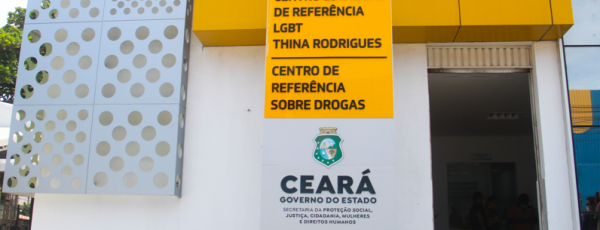 DE REFERÊNCIA
LGBT
THINA RODRIGUES
CENTRO DE
REFERÊNCIA
SOBRE DROGAS
CEARÁ
GOVERNO DO ESTADO
SECRETARIA DA PROTEÇÃO SOCIAL,
JUSTIÇA, CIDADANIA, MULHERES
E DIREITOS HUMANOS